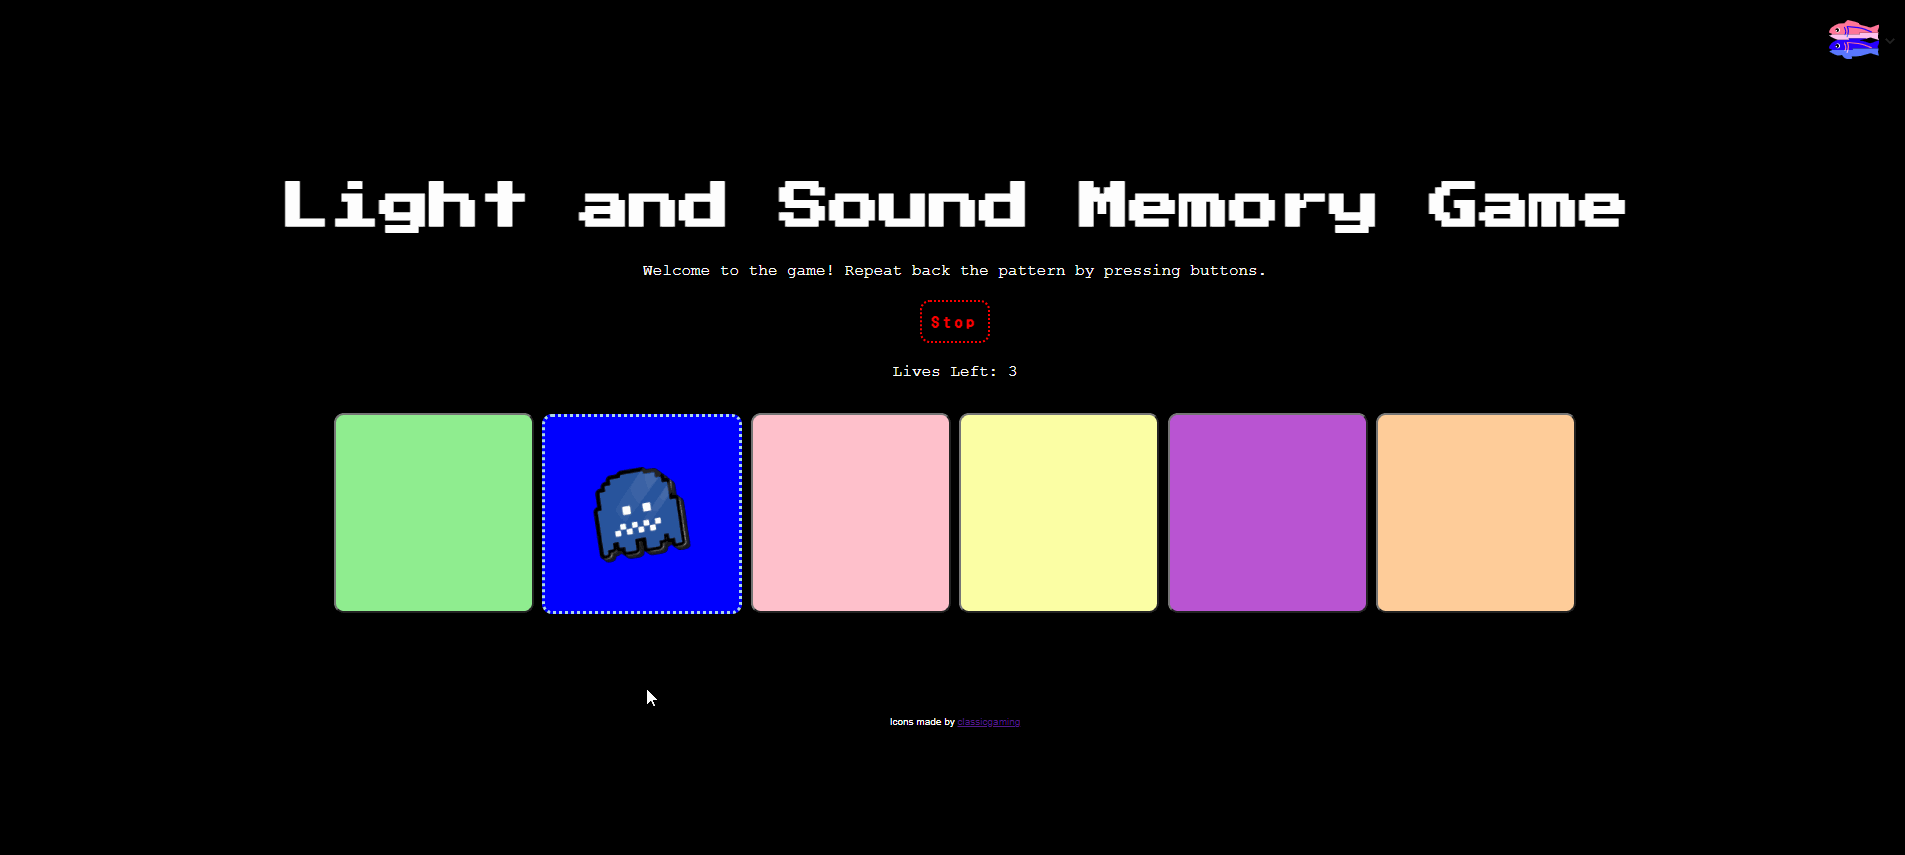 Light and Sound Memory Game
Welcome to the game! Repeat back the pattern by pressing buttons.
Stop
Lives Left: 3
Icons made by classicgaming